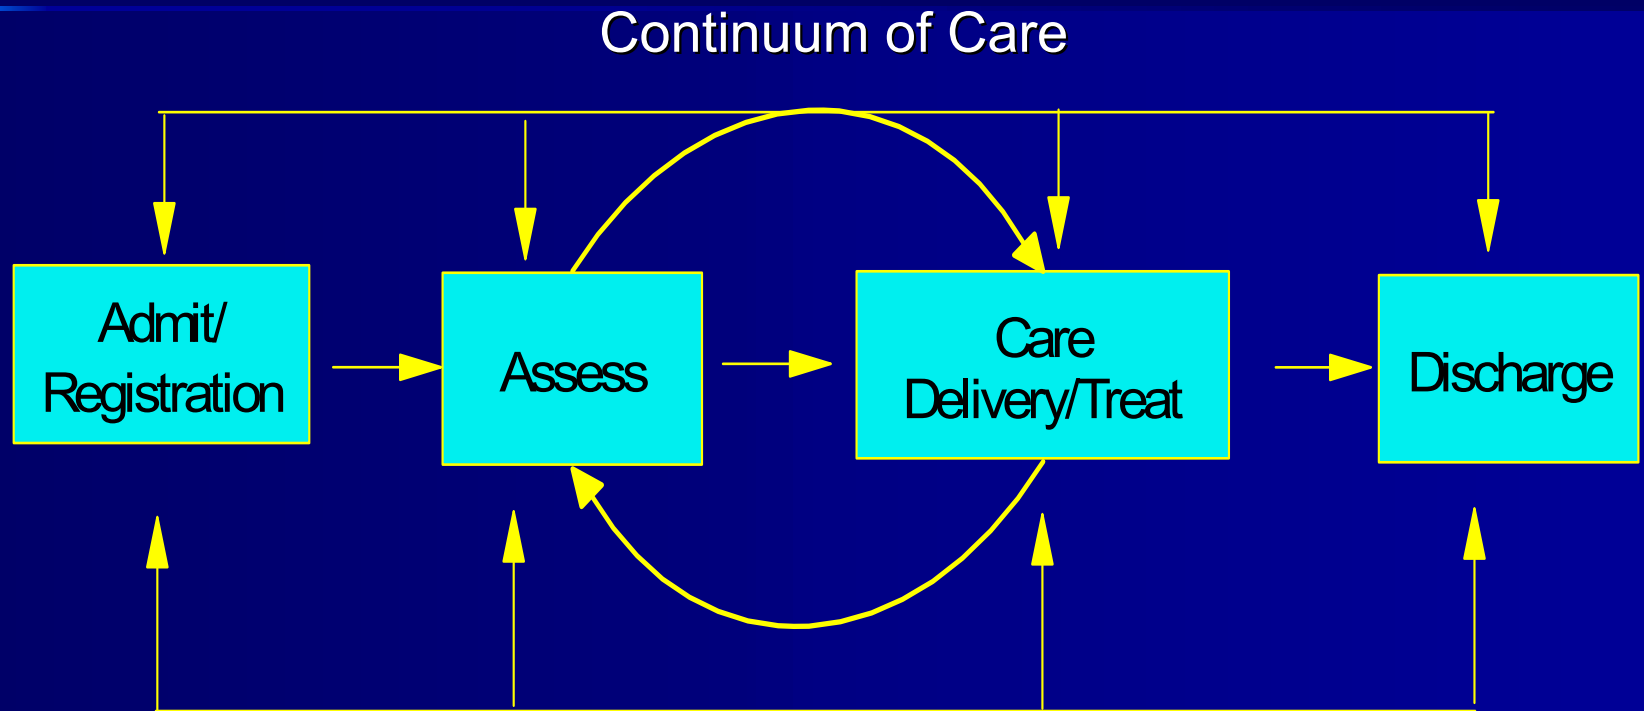 Continuum of Care
Admit/
Registration
Assess
Care
Delivery/Treat
Discharge